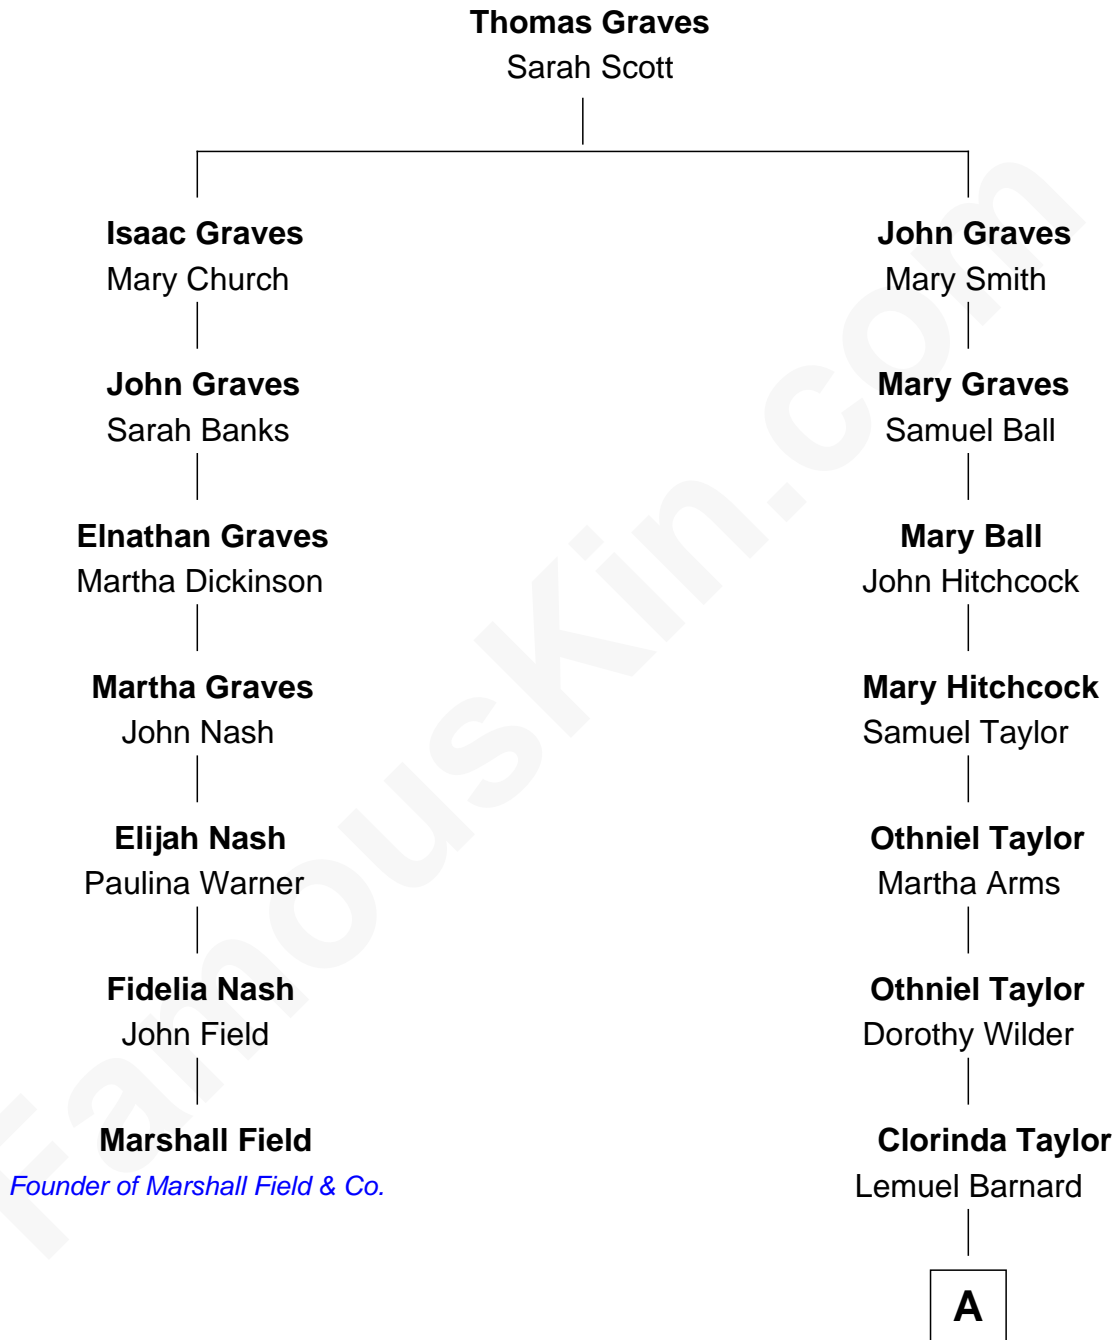 Thomas Graves
Sarah Scott
Isaac Graves
Mary Church
John Graves
Sarah Banks
Elnathan Graves
Martha Dickinson
Martha Graves
John Nash
Elijah Nash
Paulina Warner
Fidelia Nash
John Field
Marshall Field
Founder of Marshall Field & Co.
John Graves
Mary Smith
Mary Graves
Samuel Ball
Mary Ball
John Hitchcock
Mary Hitchcock
Samuel Taylor
Othniel Taylor
Martha Arms
Othniel Taylor
Dorothy Wilder
Clorinda Taylor
Lemuel Barnard
A
FamousKin.com